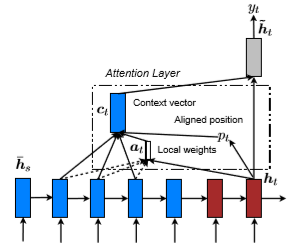 y_t
h̃_t
Attention Layer
c_t
Context vector
Aligned position
a_t
p_t
Local weights
h̄_s
h_t